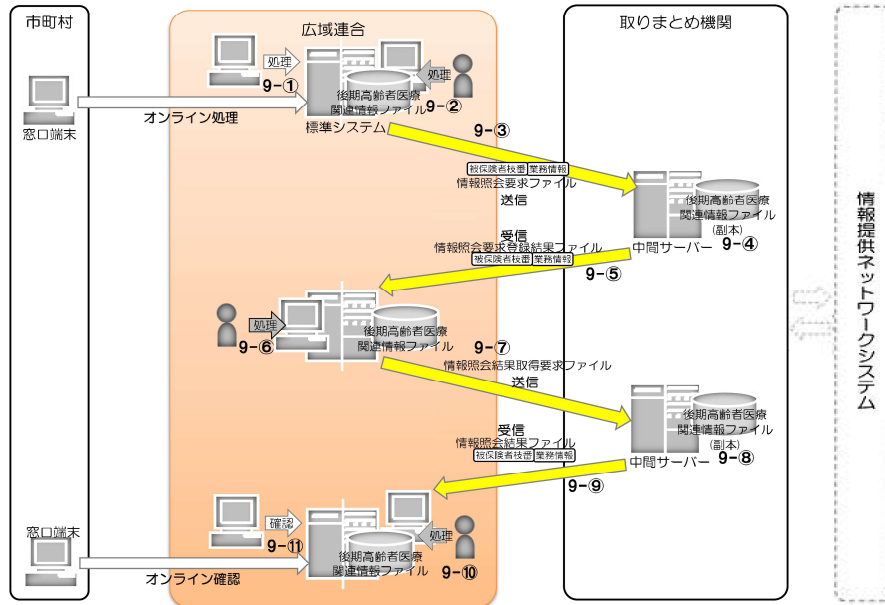 市町村
広域連合
取りまとめ機関
処理
9-①
処理
後期高齢者医療
関連情報ファイル
9-②
標準システム
窓口端末
オンライン処理
9-③
被保険者枝番 業務情報
情報照会要求ファイル
送信
後期高齢者医療
関連情報ファイル
(副本)
中間サーバー 9-④
受信
情報照会要求登録結果ファイル
被保険者枝番 業務情報
9-⑤
情報提供ネットワークシステム
処理
9-⑥
後期高齢者医療
関連情報ファイル
9-⑦
情報照会結果取得要求ファイル
送信
後期高齢者医療
関連情報ファイル
(副本)
中間サーバー 9-⑧
受信
情報照会結果ファイル
被保険者枝番 業務情報
9-⑨
窓口端末
確認
9-⑪
処理
後期高齢者医療
関連情報ファイル
9-⑩
オンライン確認